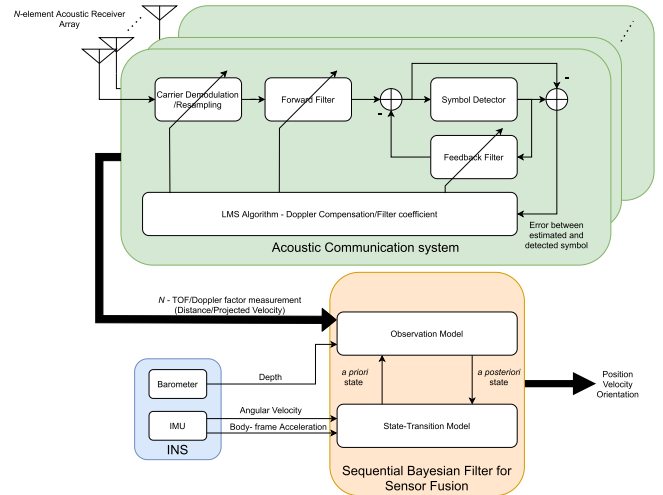 N-element Acoustic Receiver
Array
Carrier Demodulation
/Resampling
Forward Filter
-
Symbol Detector
-
Feedback Filter
LMS Algorithm - Doppler Compensation/Filter coefficient
Error between
estimated and
detected symbol
Acoustic Communication system
N - TOF/Doppler factor measurement
(Distance/Projected Velocity)
Observation Model
Barometer
Depth
a priori
state
a posteriori
state
Position
Velocity
Orientation
IMU
Angular Velocity
Body- frame Acceleration
State-Transition Model
INS
Sequential Bayesian Filter for
Sensor Fusion